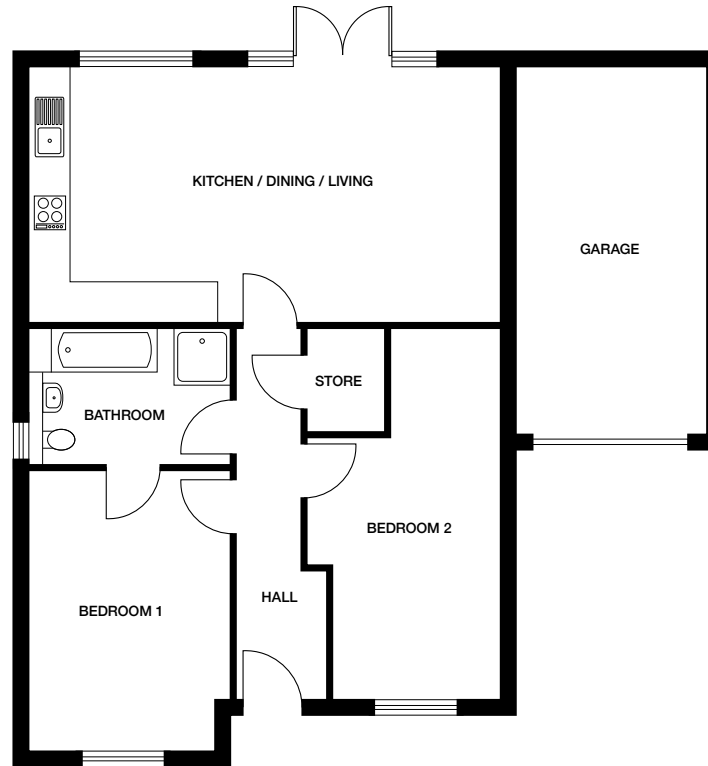 KITCHEN / DINING / LIVING
GARAGE
STORE
BATHROOM
BEDROOM 2
HALL
BEDROOM 1